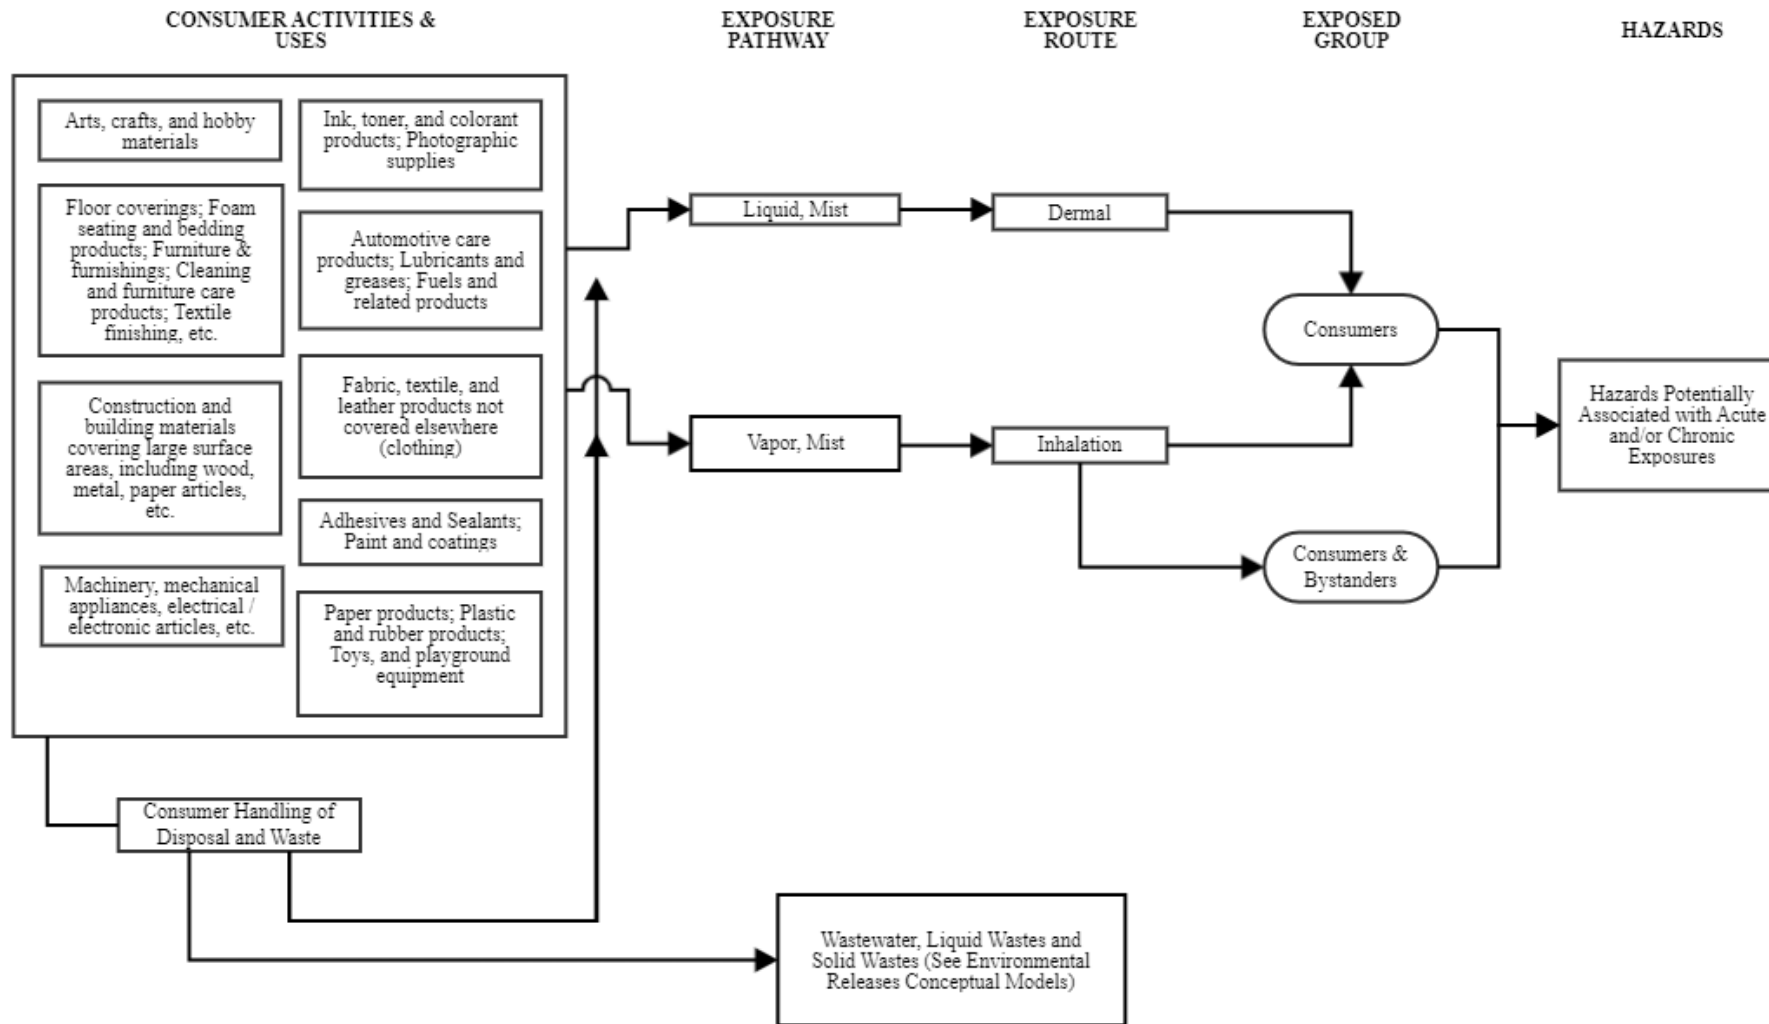 CONSUMER ACTIVITIES &
USES
EXPOSURE
PATHWAY
EXPOSURE
ROUTE
EXPOSED
GROUP
HAZARDS
Arts, crafts, and hobby
materials
Floor coverings; Foam
seating and bedding
products; Furniture &
furnishings; Cleaning
and furniture care
products; Textile
finishing, etc.
Construction and
building materials
covering large surface
areas, including wood,
metal, paper articles,
etc.
Machinery, mechanical
appliances, electrical /
electronic articles, etc.
Ink, toner, and colorant
products; Photographic
supplies
Automotive care
products; Lubricants and
greases; Fuels and
related products
Fabric, textile, and
leather products not
covered elsewhere
(clothing)
Adhesives and Sealants;
Paint and coatings
Paper products; Plastic
and rubber products;
Toys, and playground
equipment
Liquid, Mist
Dermal
Consumers
Vapor, Mist
Inhalation
Consumers &
Bystanders
Hazards Potentially
Associated with Acute
and/or Chronic
Exposures
Consumer Handling of
Disposal and Waste
Wastewater, Liquid Wastes and
Solid Wastes (See Environmental
Releases Conceptual Models)